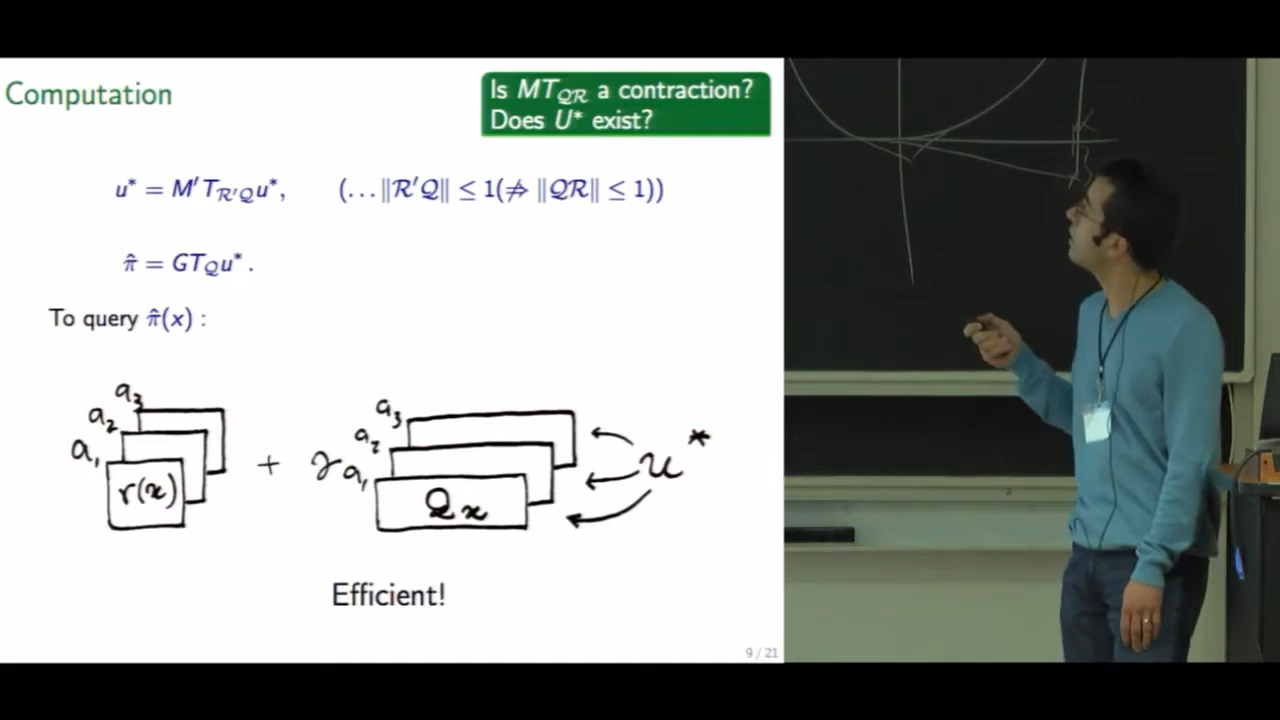 Computation
Is MT_{𝒬ℛ} a contraction?
Does U* exist?
u* = M′T_{ℛ′𝒬}u*, (…‖ℛ′𝒬‖ ≤ 1(⇏ ‖𝒬ℛ‖ ≤ 1))
π̂ = GT_𝒬u* .
To query π̂(x) :
a₃
a₂
a₁
r(x)
+
γ
a₃
a₂
a₁
𝒬x
u*
Efficient!
9 / 21